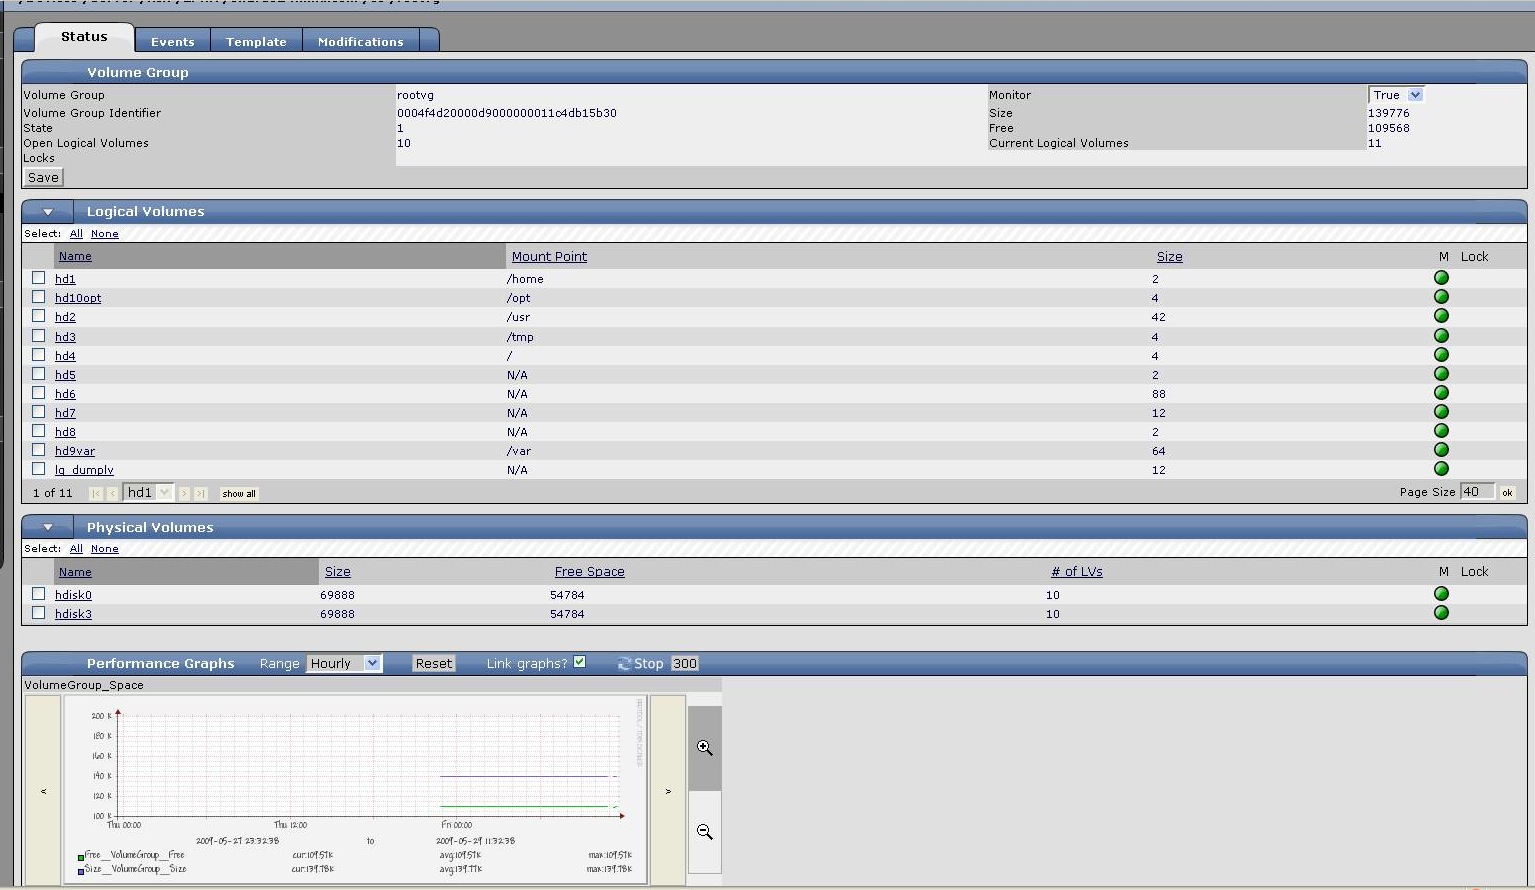 Status Events Template Modifications
Volume Group
Volume Group rootvg Monitor True
Volume Group Identifier 0004f4d20000d9000000011c4db15b30 Size 139776
State 1 Free 109568
Open Logical Volumes 10 Current Logical Volumes 11
Locks
Save
Logical Volumes
Select: All None
Name Mount Point Size M Lock
hd1 /home 2
hd10opt /opt 4
hd2 /usr 42
hd3 /tmp 4
hd4 / 4
hd5 N/A 2
hd6 N/A 88
hd7 N/A 12
hd8 N/A 2
hd9var /var 64
lg_dumplv N/A 12
1 of 11 |< < hd1 > >| show all Page Size 40 ok
Physical Volumes
Select: All None
Name Size Free Space # of LVs M Lock
hdisk0 69888 54784 10
hdisk3 69888 54784 10
Performance Graphs Range Hourly Reset Link graphs? Stop 300
VolumeGroup_Space
200 K
180 K
160 K
140 K
< >
120 K
100 K
Thu 00:00 Thu 12:00 Fri 00:00
2009-05-27 23:32:38 to 2009-05-29 11:32:38
Free__VolumeGroup__Free cur:109.57K avg:109.57K max:109.57K
Size__VolumeGroup__Size cur:139.78K avg:139.77K max:139.78K